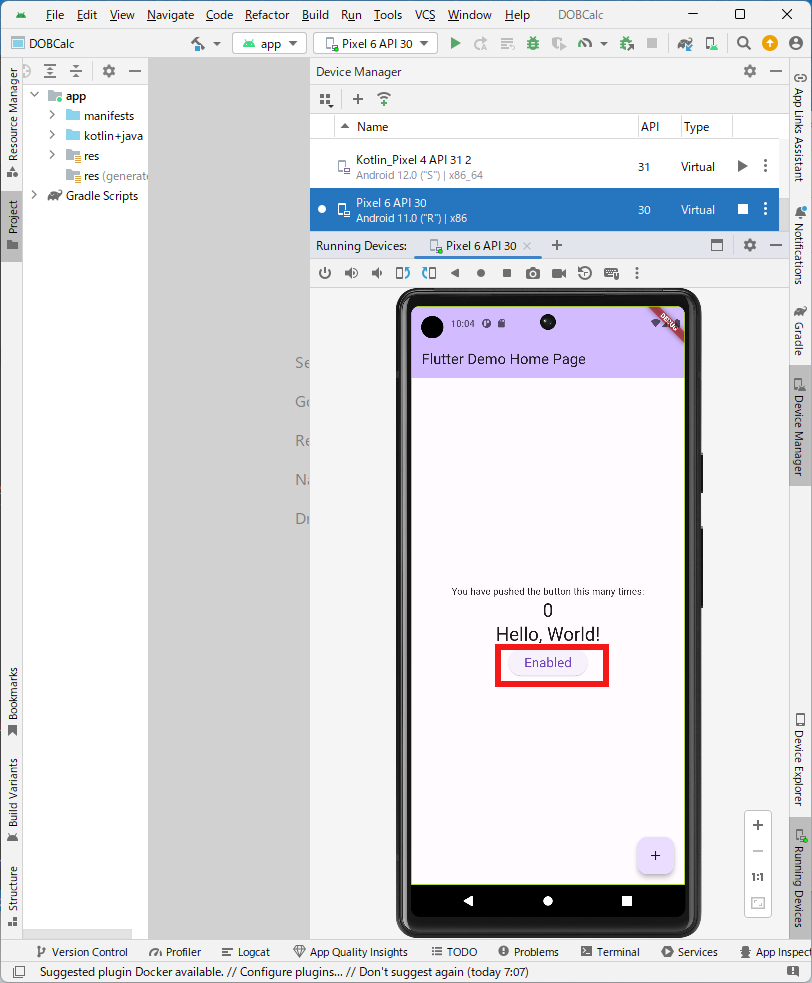 File Edit View Navigate Code Refactor Build Run Tools VCS Window Help DOBCalc
DOBCalc app Pixel 6 API 30
Resource Manager
Project
Bookmarks
Build Variants
Structure
app
manifests
kotlin+java
res
res (generate
Gradle Scripts
Se
Go
Re
Na
Dr
Device Manager
Name API Type
Kotlin_Pixel 4 API 31 2 31 Virtual
Android 12.0 ("S") | x86_64
Pixel 6 API 30 30 Virtual
Android 11.0 ("R") | x86
Running Devices: Pixel 6 API 30
10:04
DEBUG
Flutter Demo Home Page
You have pushed the button this many times:
0
Hello, World!
Enabled
+
1:1
App Links Assistant
Notifications
Gradle
Device Manager
Device Explorer
Running Devices
Version Control Profiler Logcat App Quality Insights TODO Problems Terminal Services App Inspect
Suggested plugin Docker available. // Configure plugins... // Don't suggest again (today 7:07)